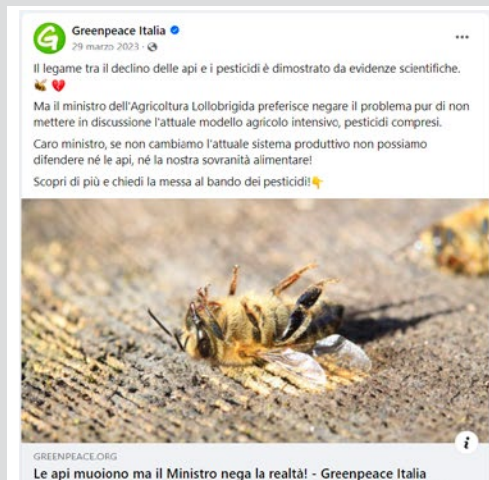 Greenpeace Italia
29 marzo 2023 ·
Il legame tra il declino delle api e i pesticidi è dimostrato da evidenze scientifiche.
Ma il ministro dell'Agricoltura Lollobrigida preferisce negare il problema pur di non
mettere in discussione l'attuale modello agricolo intensivo, pesticidi compresi.
Caro ministro, se non cambiamo l'attuale sistema produttivo non possiamo
difendere né le api, né la nostra sovranità alimentare!
Scopri di più e chiedi la messa al bando dei pesticidi!👇
GREENPEACE.ORG
Le api muoiono ma il Ministro nega la realtà! - Greenpeace Italia